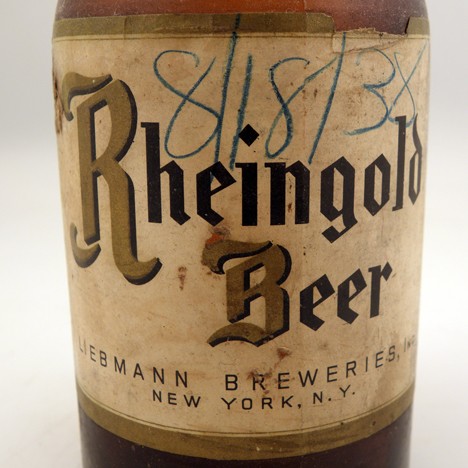 8/18/38
Rheingold
Beer
LIEBMANN BREWERIES, INC.
NEW YORK, N.Y.